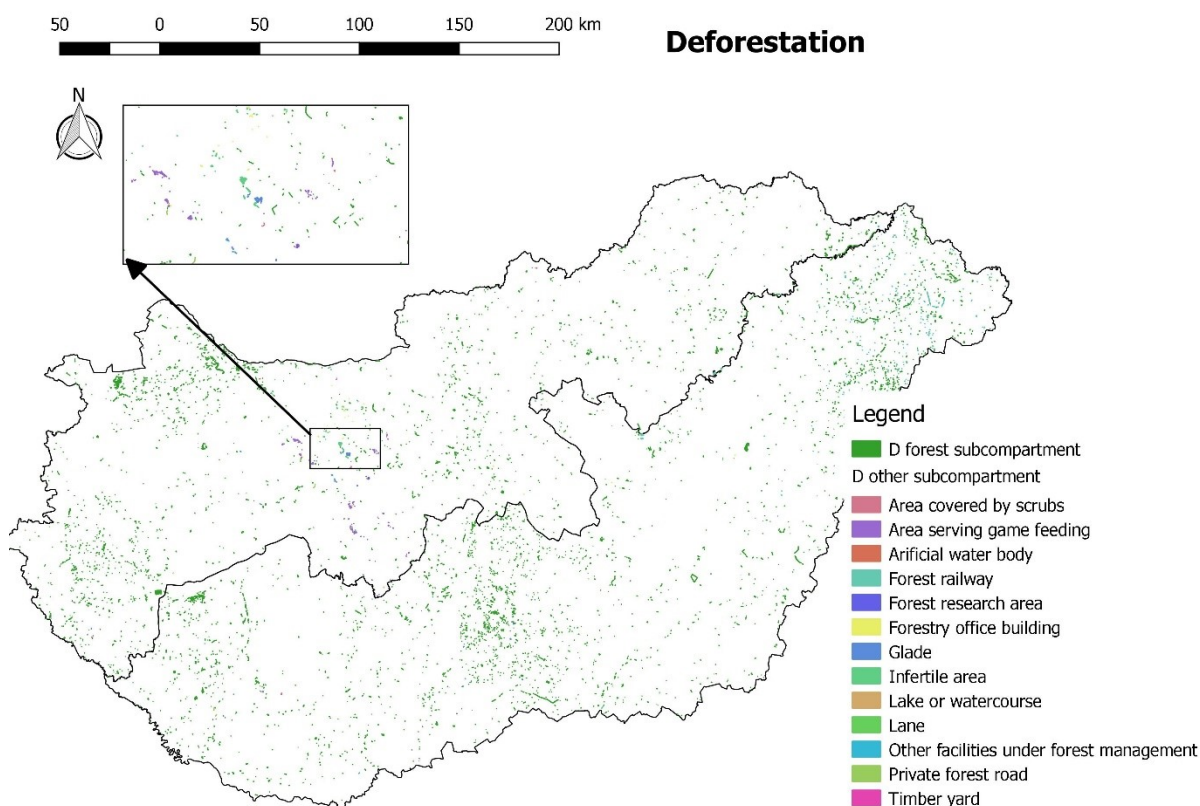 50 0 50 100 150 200 km
Deforestation
N
Legend
D forest subcompartment
D other subcompartment
Area covered by scrubs
Area serving game feeding
Arificial water body
Forest railway
Forest research area
Forestry office building
Glade
Infertile area
Lake or watercourse
Lane
Other facilities under forest management
Private forest road
Timber yard